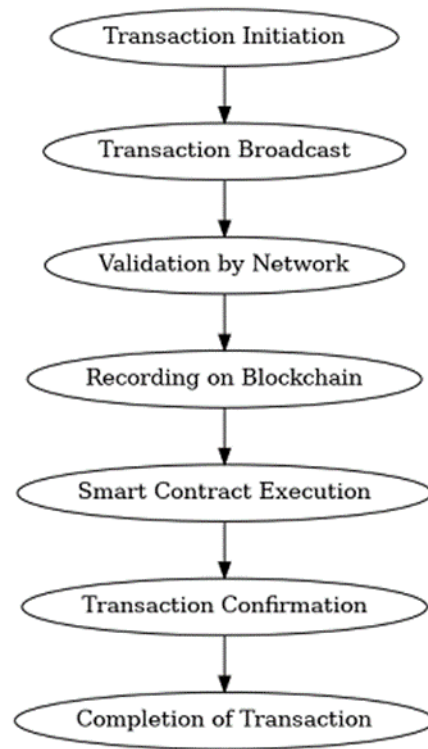 Transaction Initiation
Transaction Broadcast
Validation by Network
Recording on Blockchain
Smart Contract Execution
Transaction Confirmation
Completion of Transaction